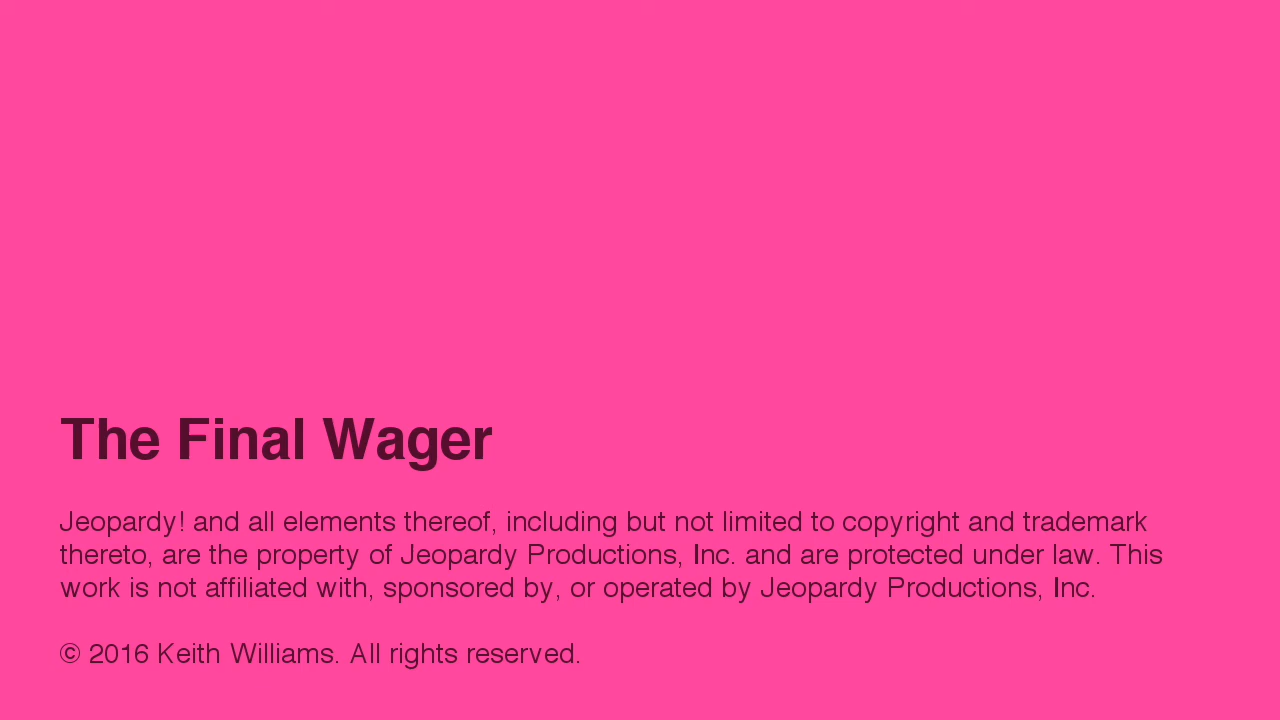 The Final Wager
Jeopardy! and all elements thereof, including but not limited to copyright and trademark
thereto, are the property of Jeopardy Productions, Inc. and are protected under law. This
work is not affiliated with, sponsored by, or operated by Jeopardy Productions, Inc.
© 2016 Keith Williams. All rights reserved.